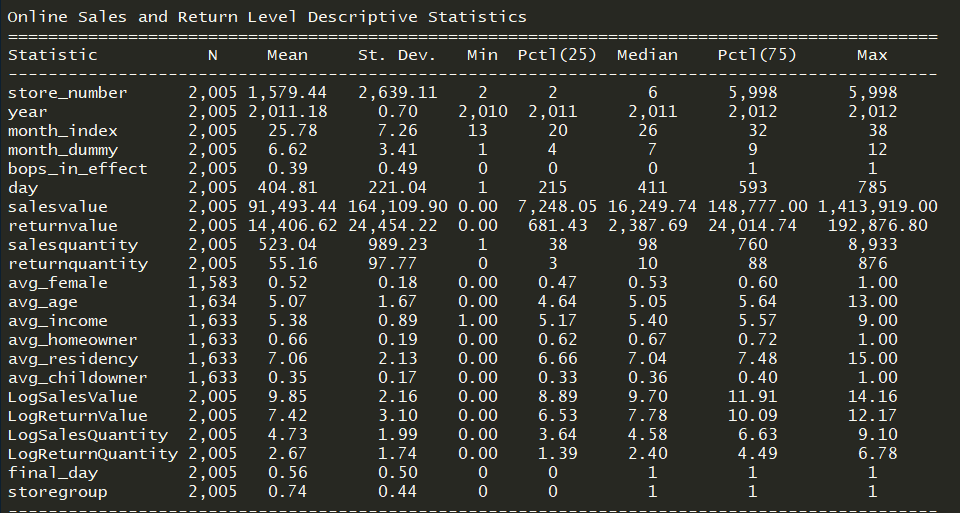 Online Sales and Return Level Descriptive Statistics
=============================================================================================
Statistic N Mean St. Dev. Min Pctl(25) Median Pctl(75) Max
---------------------------------------------------------------------------------------------
store_number 2,005 1,579.44 2,639.11 2 2 6 5,998 5,998
year 2,005 2,011.18 0.70 2,010 2,011 2,011 2,012 2,012
month_index 2,005 25.78 7.26 13 20 26 32 38
month_dummy 2,005 6.62 3.41 1 4 7 9 12
bops_in_effect 2,005 0.39 0.49 0 0 0 1 1
day 2,005 404.81 221.04 1 215 411 593 785
salesvalue 2,005 91,493.44 164,109.90 0.00 7,248.05 16,249.74 148,777.00 1,413,919.00
returnvalue 2,005 14,406.62 24,454.22 0.00 681.43 2,387.69 24,014.74 192,876.80
salesquantity 2,005 523.04 989.23 1 38 98 760 8,933
returnquantity 2,005 55.16 97.77 0 3 10 88 876
avg_female 1,583 0.52 0.18 0.00 0.47 0.53 0.60 1.00
avg_age 1,634 5.07 1.67 0.00 4.64 5.05 5.64 13.00
avg_income 1,633 5.38 0.89 1.00 5.17 5.40 5.57 9.00
avg_homeowner 1,633 0.66 0.19 0.00 0.62 0.67 0.72 1.00
avg_residency 1,633 7.06 2.13 0.00 6.66 7.04 7.48 15.00
avg_childowner 1,633 0.35 0.17 0.00 0.33 0.36 0.40 1.00
LogSalesValue 2,005 9.85 2.16 0.00 8.89 9.70 11.91 14.16
LogReturnValue 2,005 7.42 3.10 0.00 6.53 7.78 10.09 12.17
LogSalesQuantity 2,005 4.73 1.99 0.00 3.64 4.58 6.63 9.10
LogReturnQuantity 2,005 2.67 1.74 0.00 1.39 2.40 4.49 6.78
final_day 2,005 0.56 0.50 0 0 1 1 1
storegroup 2,005 0.74 0.44 0 0 1 1 1
---------------------------------------------------------------------------------------------